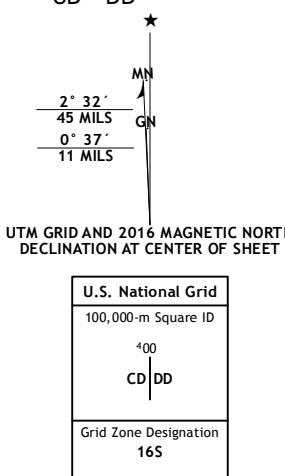 CD DD
★
MN
GN
2° 32´
45 MILS
0° 37´
11 MILS
UTM GRID AND 2016 MAGNETIC NORTH
DECLINATION AT CENTER OF SHEET
U.S. National Grid
100,000-m Square ID
⁴00
CD DD
Grid Zone Designation
16S